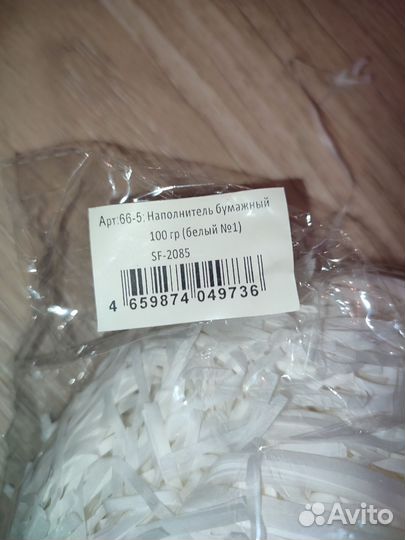 Арт:66-5: Наполнитель бумажный
100 гр (белый №1)
SF-2085
4 659874 049736
Avito